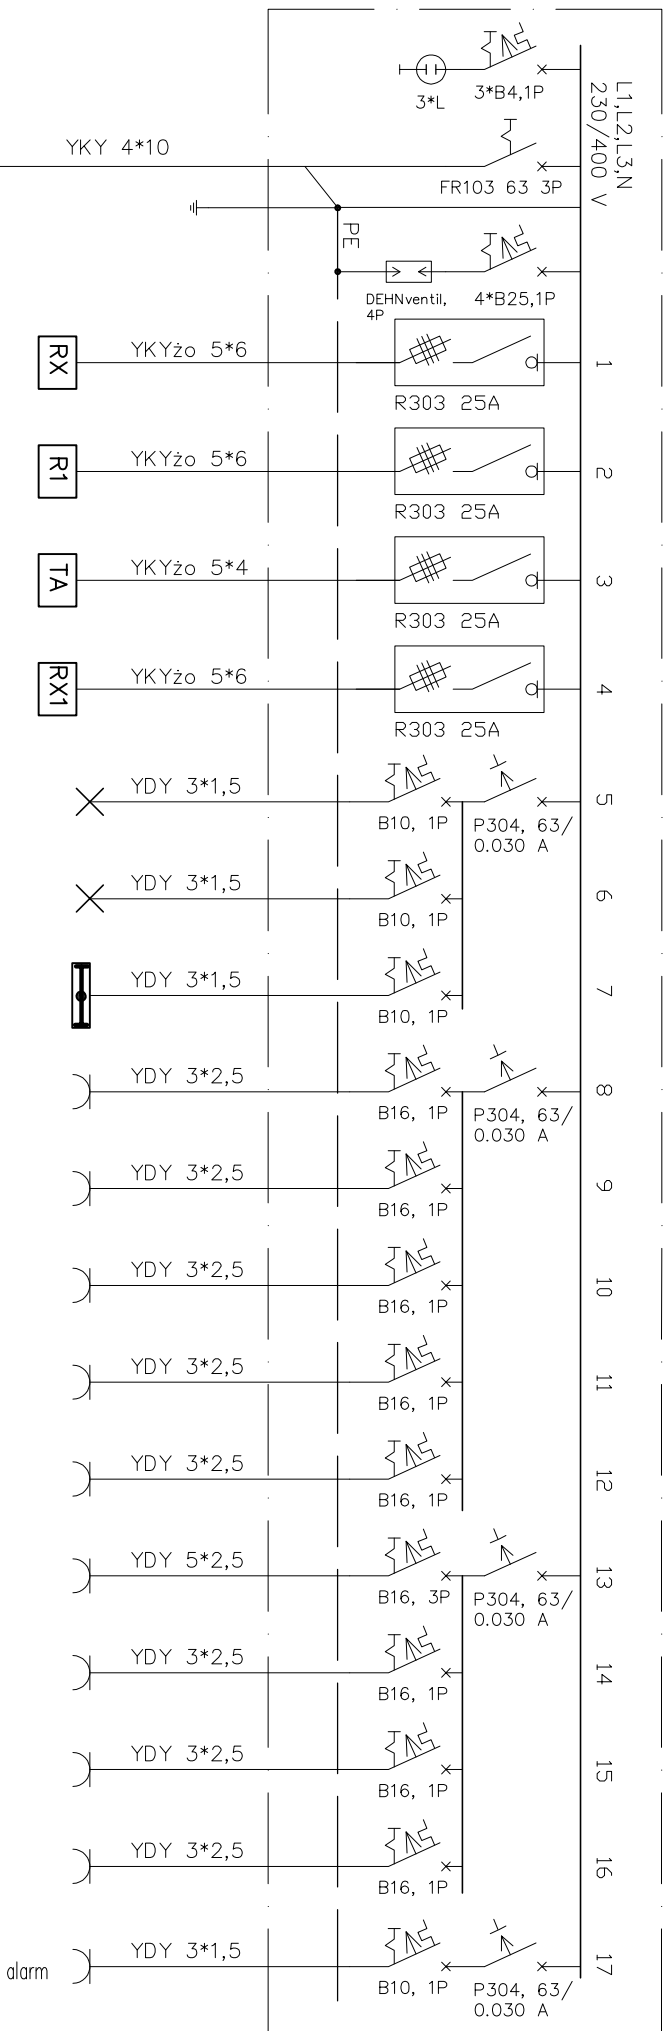 L1,L2,L3,N
230/400 V
3*L
3*B4,1P
YKY 4*10
FR103 63 3P
PE
DEHNventil,
4P
4*B25,1P
RX
YKYżo 5*6
R303 25A
1
R1
YKYżo 5*6
R303 25A
2
TA
YKYżo 5*4
R303 25A
3
RX1
YKYżo 5*6
R303 25A
4
YDY 3*1,5
B10, 1P
P304, 63/
0.030 A
5
YDY 3*1,5
B10, 1P
6
YDY 3*1,5
B10, 1P
7
YDY 3*2,5
B16, 1P
P304, 63/
0.030 A
8
YDY 3*2,5
B16, 1P
9
YDY 3*2,5
B16, 1P
10
YDY 3*2,5
B16, 1P
11
YDY 3*2,5
B16, 1P
12
YDY 5*2,5
B16, 3P
P304, 63/
0.030 A
13
YDY 3*2,5
B16, 1P
14
YDY 3*2,5
B16, 1P
15
YDY 3*2,5
B16, 1P
16
alarm
YDY 3*1,5
B10, 1P
P304, 63/
0.030 A
17